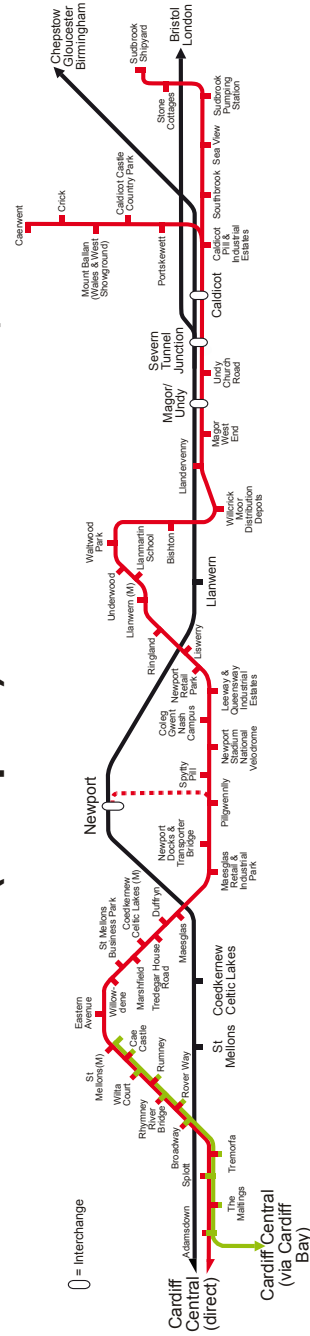 Chepstow
Gloucester
Birmingham
Bristol
London
Sudbrook
Shipyard
Stone
Cottages
Sudbrook
Pumping
Station
Sea View
Southbrook
Caerwent
Crick
Mount Ballan
(Wales & West
Showground)
Caldicot Castle
Country Park
Portskewett
Caldicot
Pill &
Industrial
Estates
Caldicot
Severn
Tunnel
Junction
Undy
Church
Road
Magor/
Undy
Magor
West
End
Llandervenny
Willcrick
Moor
Distribution
Depots
Bishton
Waltwood
Park
Llanmartin
School
Underwood
Llanwern (M)
Llanwern
Ringland
Liswerry
Newport
Retail
Park
Leeway &
Queensway
Industrial
Estates
Coleg
Gwent
Nash
Campus
Newport
Stadium
National
Velodrome
Spytty
Pill
Pillgwennlly
Newport
Newport
Docks &
Transporter
Bridge
Maesglas
Retail &
Industrial
Park
Maesglas
Duffryn
Tredegar House
Road
Coedkernew
Celtic Lakes (M)
Marshfield
St Mellons
Business Park
Willow-
dene
Eastern
Avenue
Coedkernew
Celtic Lakes
St
Mellons
St
Mellons(M)
Cae
Castle
Wilta
Court
Rumney
Rhymney
River
Bridge
Rover Way
Broadway
Tremorfa
Splott
The
Maltings
Adamsdown
Cardiff
Central
(direct)
Cardiff Central
(via Cardiff
Bay)
= Interchange